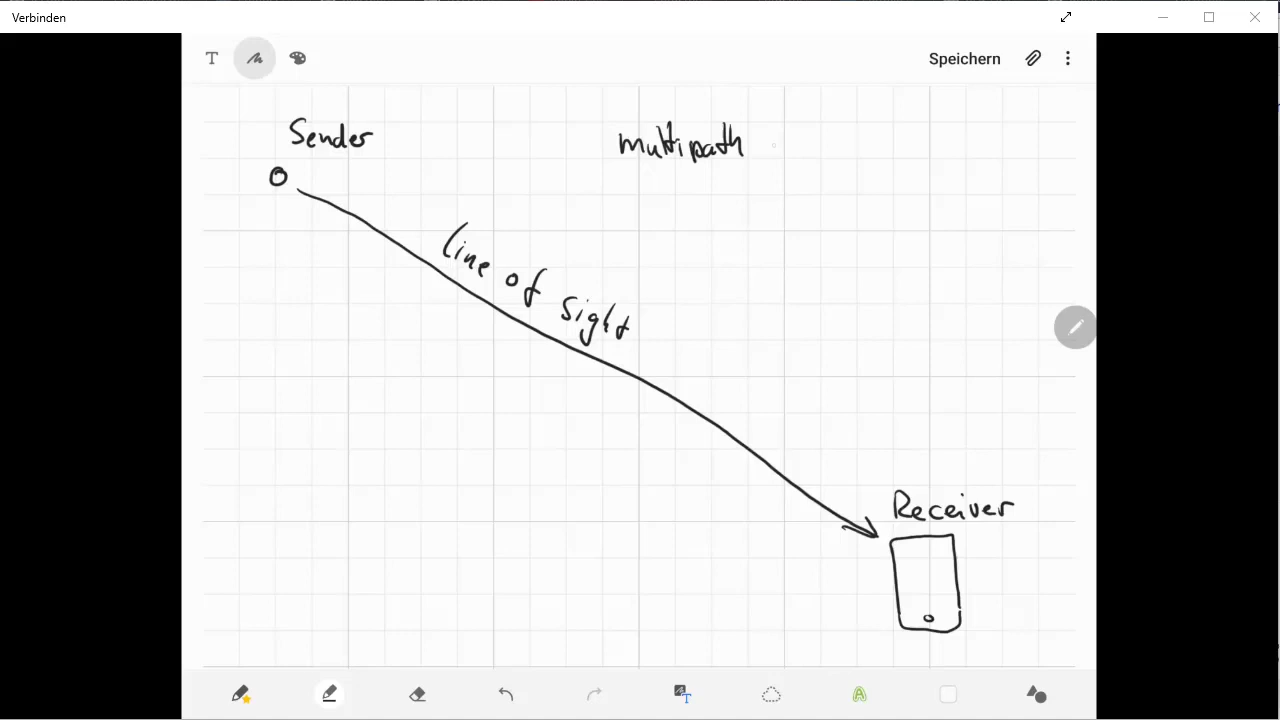 Verbinden
T
Speichern
Sender
multipath
line of sight
Receiver